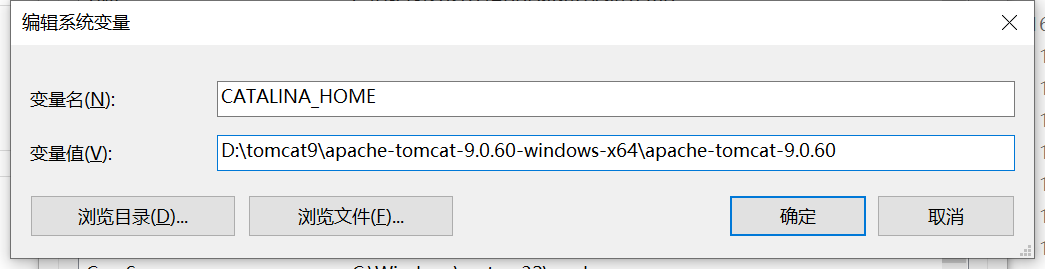 编辑系统变量
变量名(N):
CATALINA_HOME
变量值(V):
D:\tomcat9\apache-tomcat-9.0.60-windows-x64\apache-tomcat-9.0.60
浏览目录(D)...
浏览文件(F)...
确定
取消